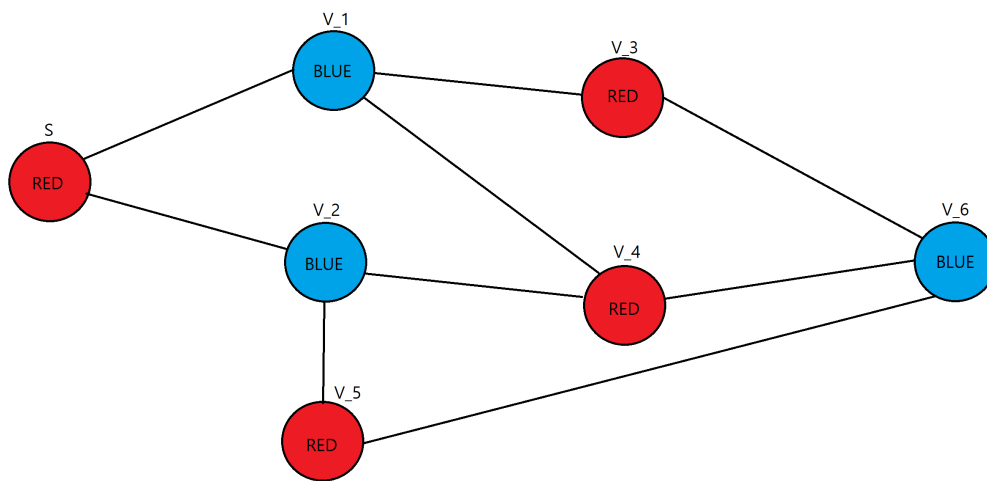 V_1
BLUE
V_3
RED
S
RED
V_2
BLUE
V_4
RED
V_6
BLUE
V_5
RED